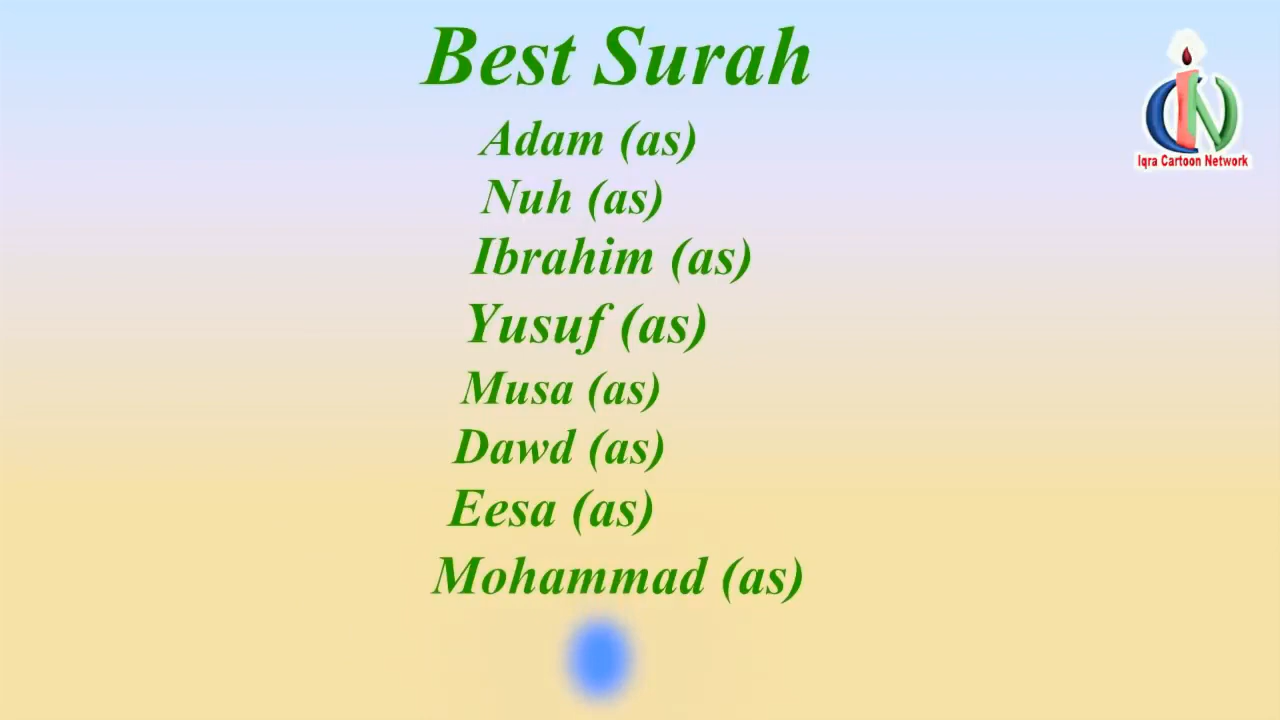 Best Surah
Adam (as)
Nuh (as)
Ibrahim (as)
Yusuf (as)
Musa (as)
Dawd (as)
Eesa (as)
Mohammad (as)
Iqra Cartoon Network